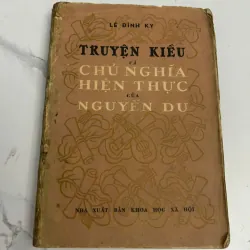 LÊ ĐÌNH KỴ
TRUYỆN KIỀU
VÀ
CHỦ NGHĨA
HIỆN THỰC
CỦA
NGUYỄN DU
NHÀ XUẤT BẢN KHOA HỌC XÃ HỘI